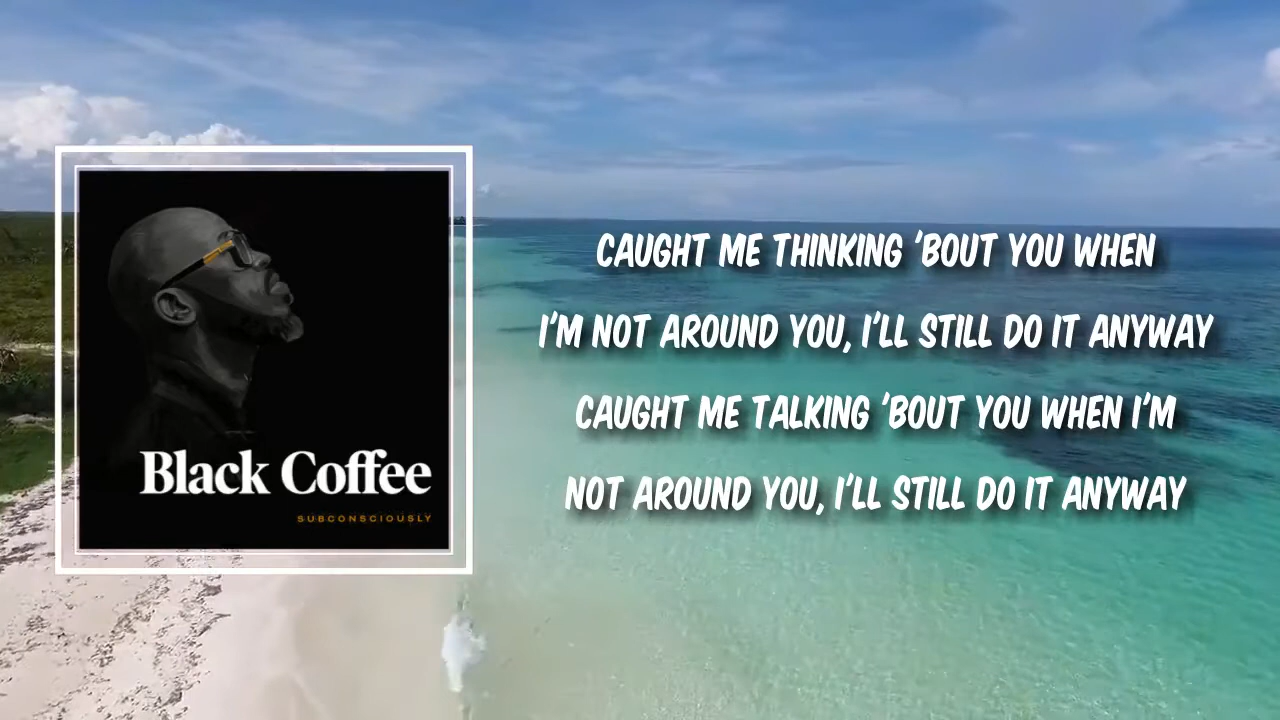 Black Coffee
SUBCONSCIOUSLY
CAUGHT ME THINKING 'BOUT YOU WHEN
I'M NOT AROUND YOU, I'LL STILL DO IT ANYWAY
CAUGHT ME TALKING 'BOUT YOU WHEN I'M
NOT AROUND YOU, I'LL STILL DO IT ANYWAY